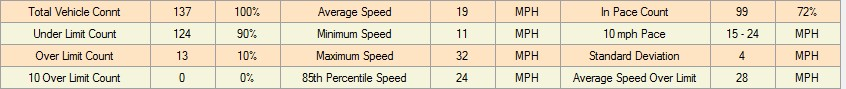 Total Vehicle Connt 137 100% Average Speed 19 MPH In Pace Count 99 72%
Under Limit Count 124 90% Minimum Speed 11 MPH 10 mph Pace 15 - 24 MPH
Over Limit Count 13 10% Maximum Speed 32 MPH Standard Deviation 4 MPH
10 Over Limit Count 0 0% 85th Percentile Speed 24 MPH Average Speed Over Limit 28 MPH